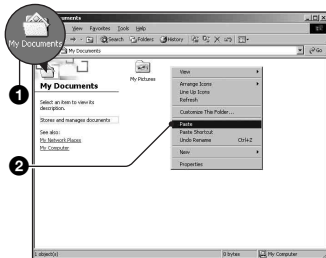 My Documents
View Favorites Tools Help
Search Folders History
My Documents
Go
My Documents
Select an item to view its
description.
Stores and manages documents
See also:
My Network Places
My Computer
My Pictures
View
Arrange Icons
Line Up Icons
Refresh
Customize This Folder...
Paste
Paste Shortcut
Undo Rename Ctrl+Z
New
Properties
1
2
1 object(s) 0 bytes My Computer